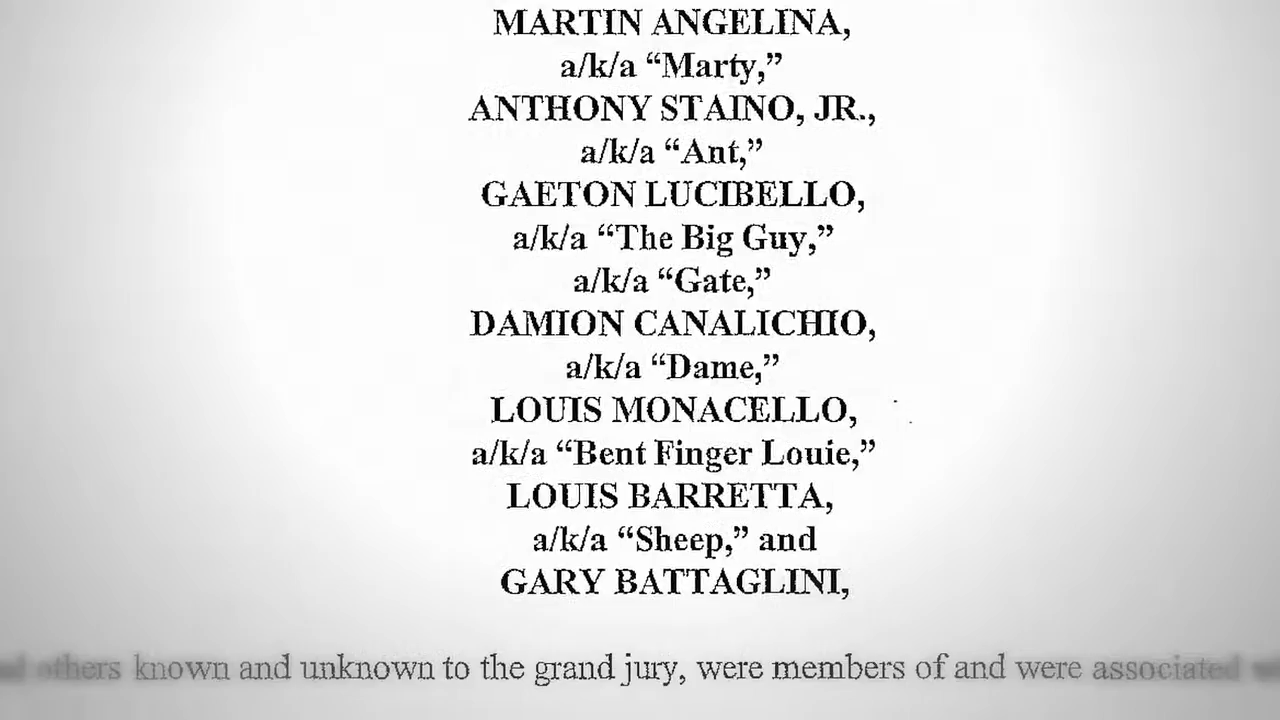 MARTIN ANGELINA,
a/k/a “Marty,”
ANTHONY STAINO, JR.,
a/k/a “Ant,”
GAETON LUCIBELLO,
a/k/a “The Big Guy,”
a/k/a “Gate,”
DAMION CANALICHIO,
a/k/a “Dame,”
LOUIS MONACELLO,
a/k/a “Bent Finger Louie,”
LOUIS BARRETTA,
a/k/a “Sheep,” and
GARY BATTAGLINI,
others known and unknown to the grand jury, were members of and were associated